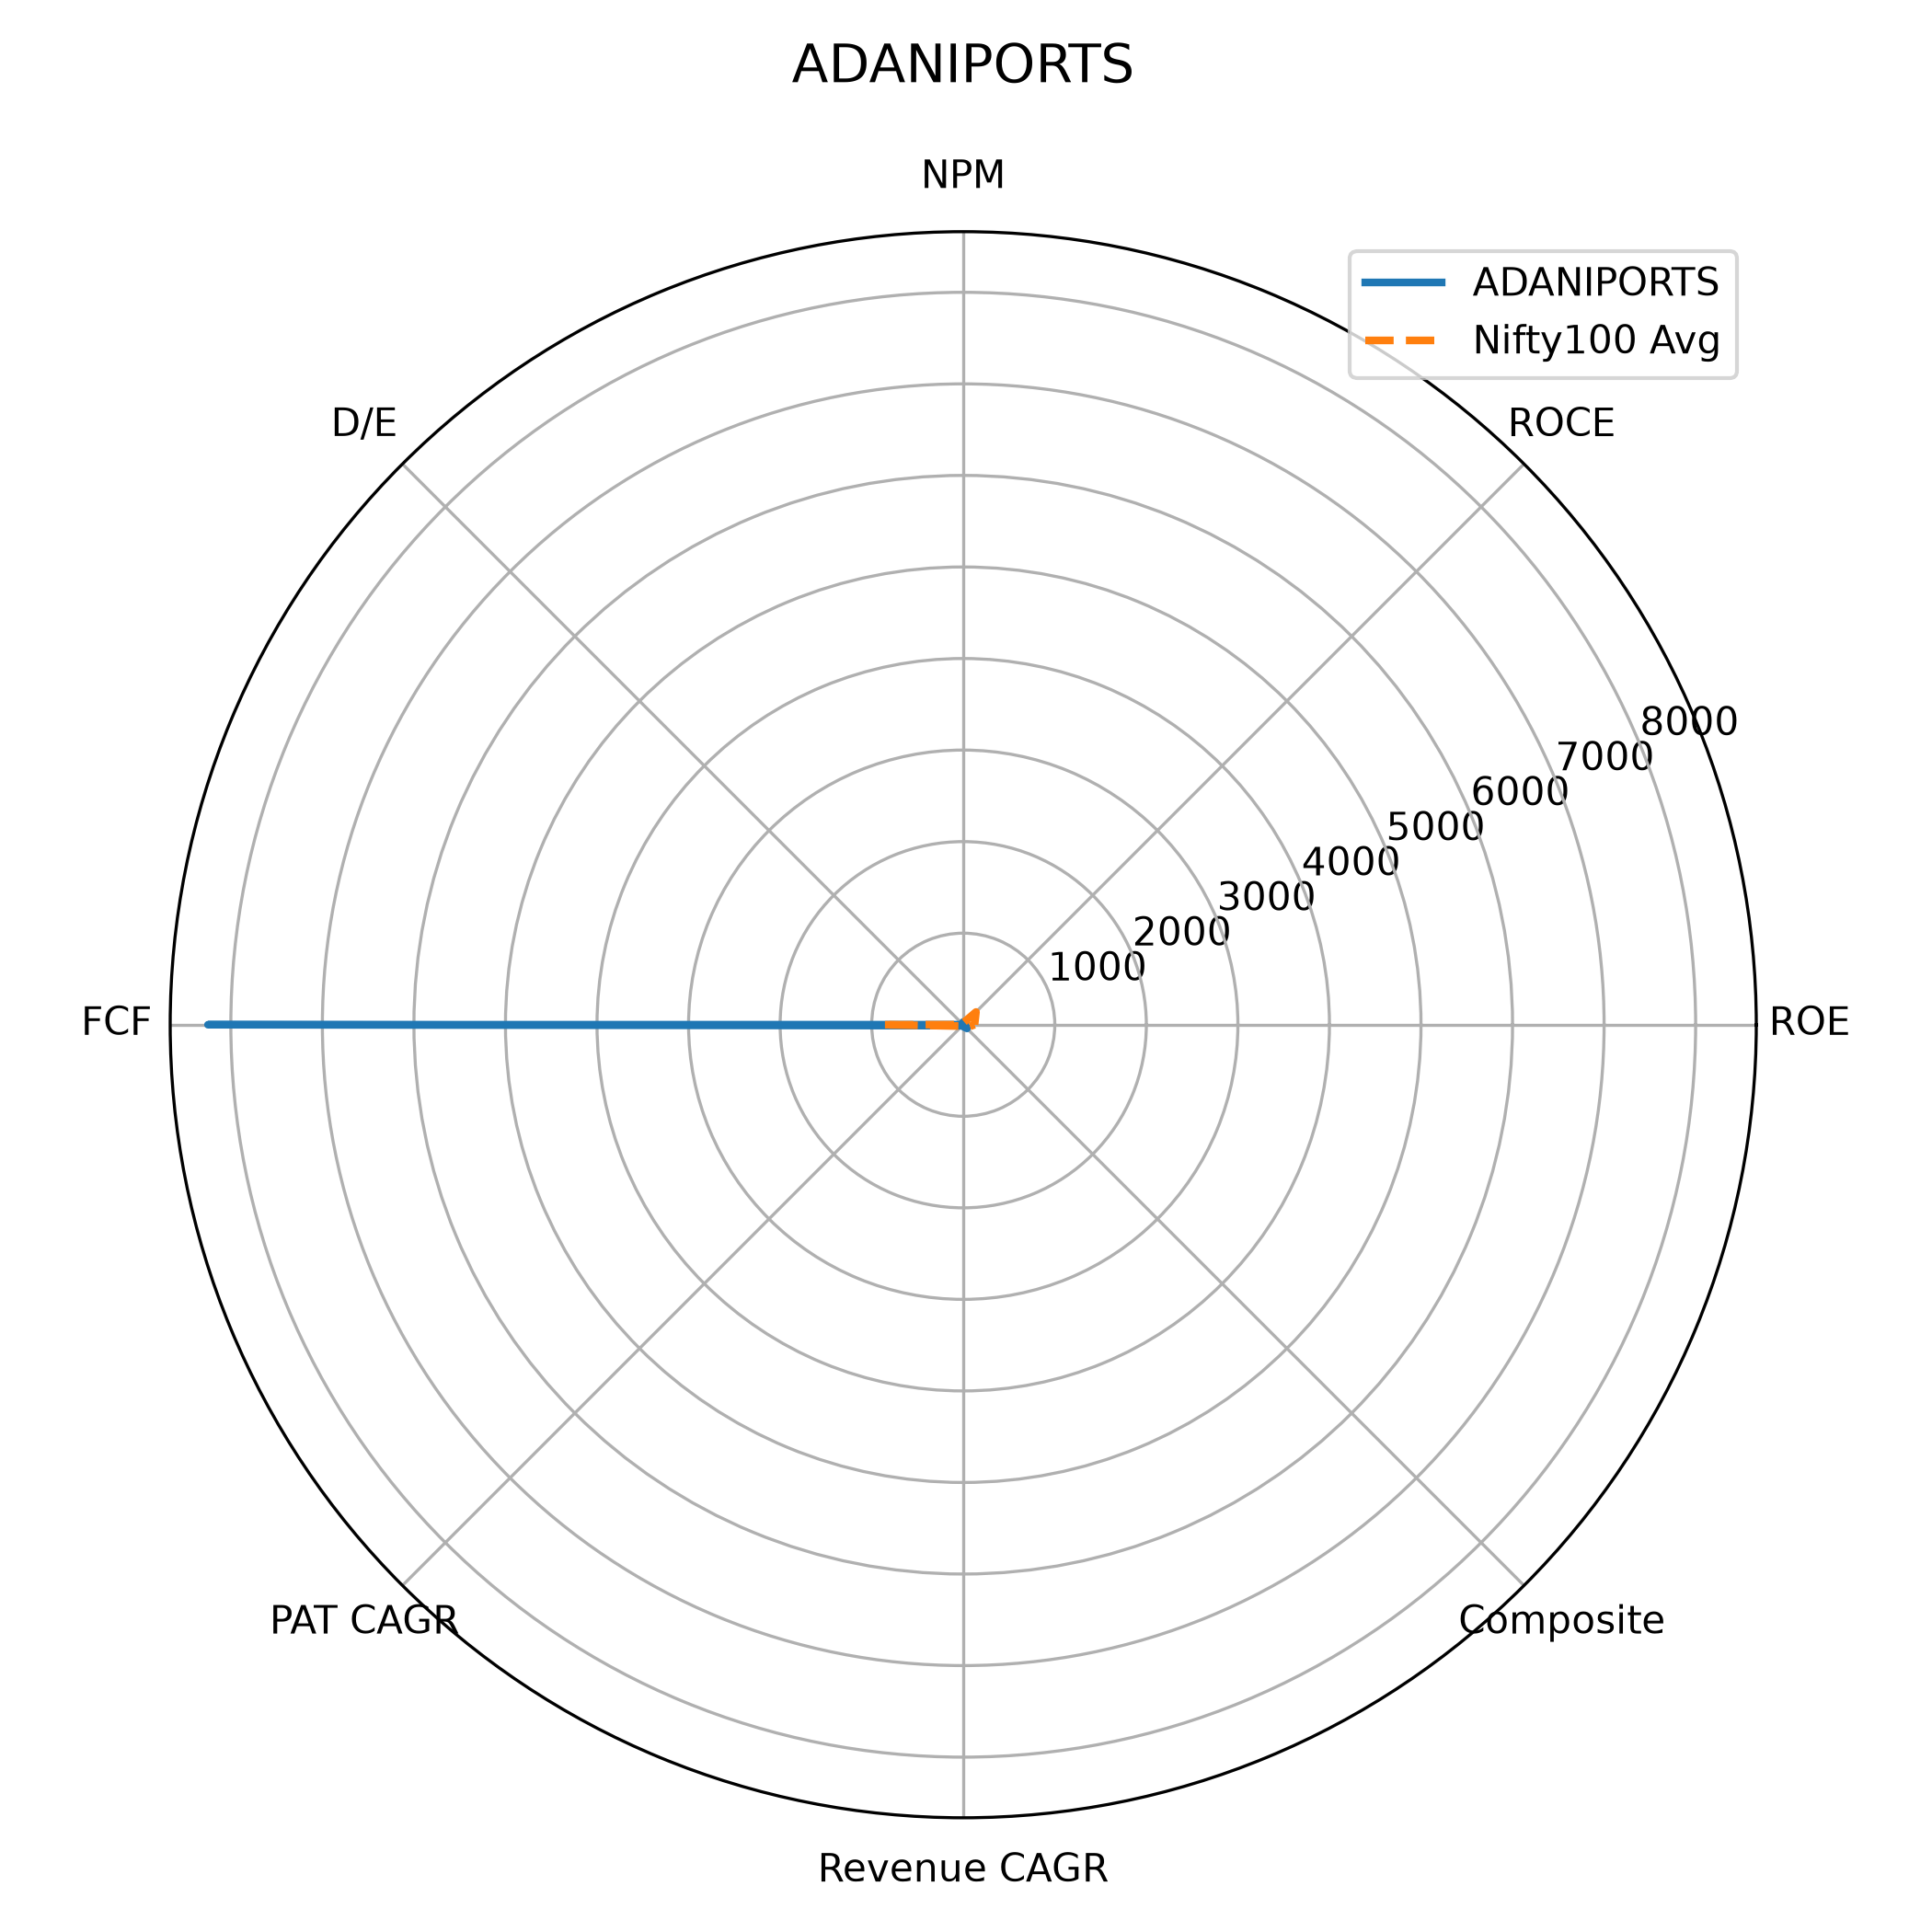 ADANIPORTS
NPM
ADANIPORTS
Nifty100 Avg
D/E
ROCE
8000
7000
6000
5000
4000
3000
2000
1000
FCF
ROE
PAT CAGR
Composite
Revenue CAGR